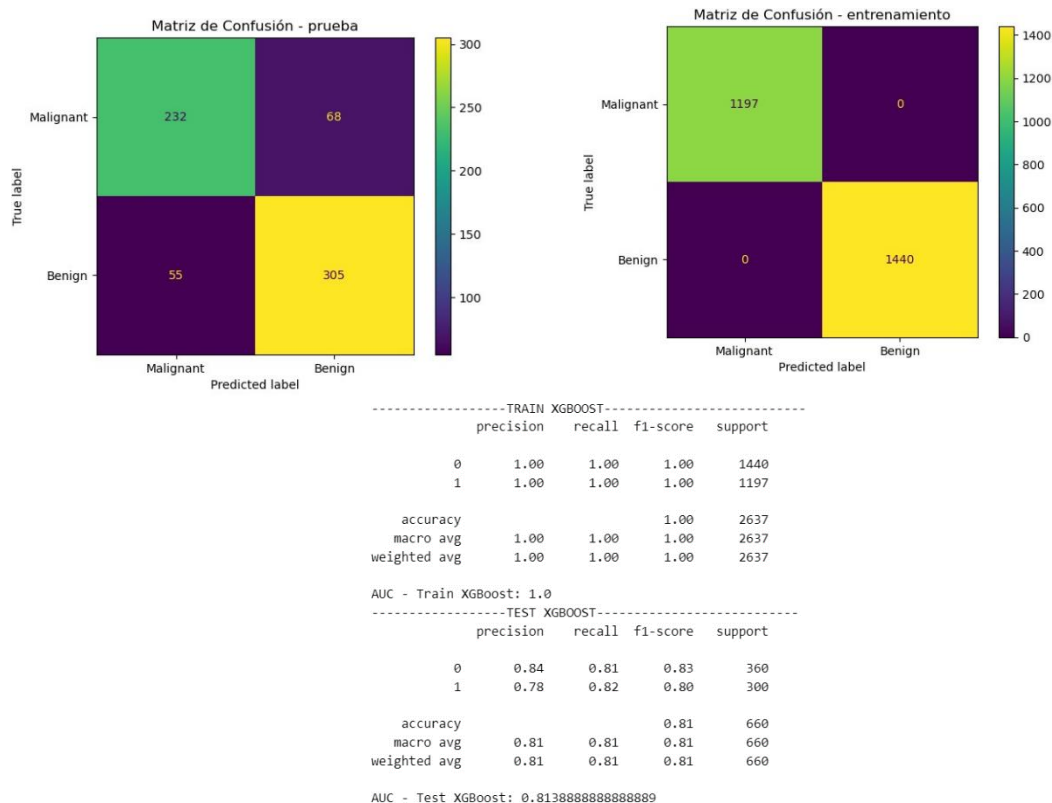 Matriz de Confusión - prueba
Malignant
232
68
Benign
55
305
True label
Malignant
Benign
Predicted label
300
250
200
150
100
Matriz de Confusión - entrenamiento
Malignant
1197
0
Benign
0
1440
True label
Malignant
Benign
Predicted label
1400
1200
1000
800
600
400
200
0
------------------TRAIN XGBOOST---------------------------
precision recall f1-score support
0 1.00 1.00 1.00 1440
1 1.00 1.00 1.00 1197
accuracy 1.00 2637
macro avg 1.00 1.00 1.00 2637
weighted avg 1.00 1.00 1.00 2637
AUC - Train XGBoost: 1.0
------------------TEST XGBOOST---------------------------
precision recall f1-score support
0 0.84 0.81 0.83 360
1 0.78 0.82 0.80 300
accuracy 0.81 660
macro avg 0.81 0.81 0.81 660
weighted avg 0.81 0.81 0.81 660
AUC - Test XGBoost: 0.8138888888888889